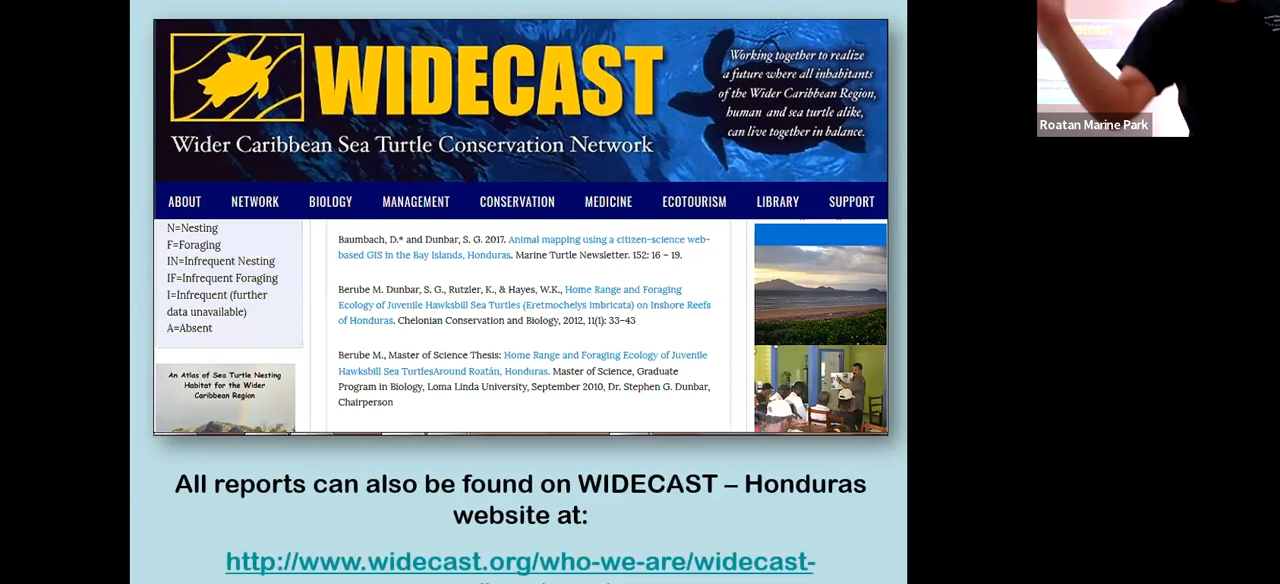 WIDECAST
Wider Caribbean Sea Turtle Conservation Network
Working together to realize
a future where all inhabitants
of the Wider Caribbean Region,
human and sea turtle alike,
can live together in balance.
ABOUT NETWORK BIOLOGY MANAGEMENT CONSERVATION MEDICINE ECOTOURISM LIBRARY SUPPORT
N=Nesting
F=Foraging
IN=Infrequent Nesting
IF=Infrequent Foraging
I=Infrequent (further
data unavailable)
A=Absent
An Atlas of Sea Turtle Nesting
Habitat for the Wider
Caribbean Region
Baumbach, D.* and Dunbar, S. G. 2017. Animal mapping using a citizen-science web-
based GIS in the Bay Islands, Honduras. Marine Turtle Newsletter. 152: 16 – 19.
Berube M. Dunbar, S. G., Rutzler, K., & Hayes, W.K., Home Range and Foraging
Ecology of Juvenile Hawksbill Sea Turtles (Eretmochelys imbricata) on Inshore Reefs
of Honduras. Chelonian Conservation and Biology, 2012, 11(1): 33–43
Berube M., Master of Science Thesis: Home Range and Foraging Ecology of Juvenile
Hawksbill Sea TurtlesAround Roatán, Honduras. Master of Science, Graduate
Program in Biology, Loma Linda University, September 2010, Dr. Stephen G. Dunbar,
Chairperson
All reports can also be found on WIDECAST – Honduras
website at:
http://www.widecast.org/who-we-are/widecast-
Roatan Marine Park